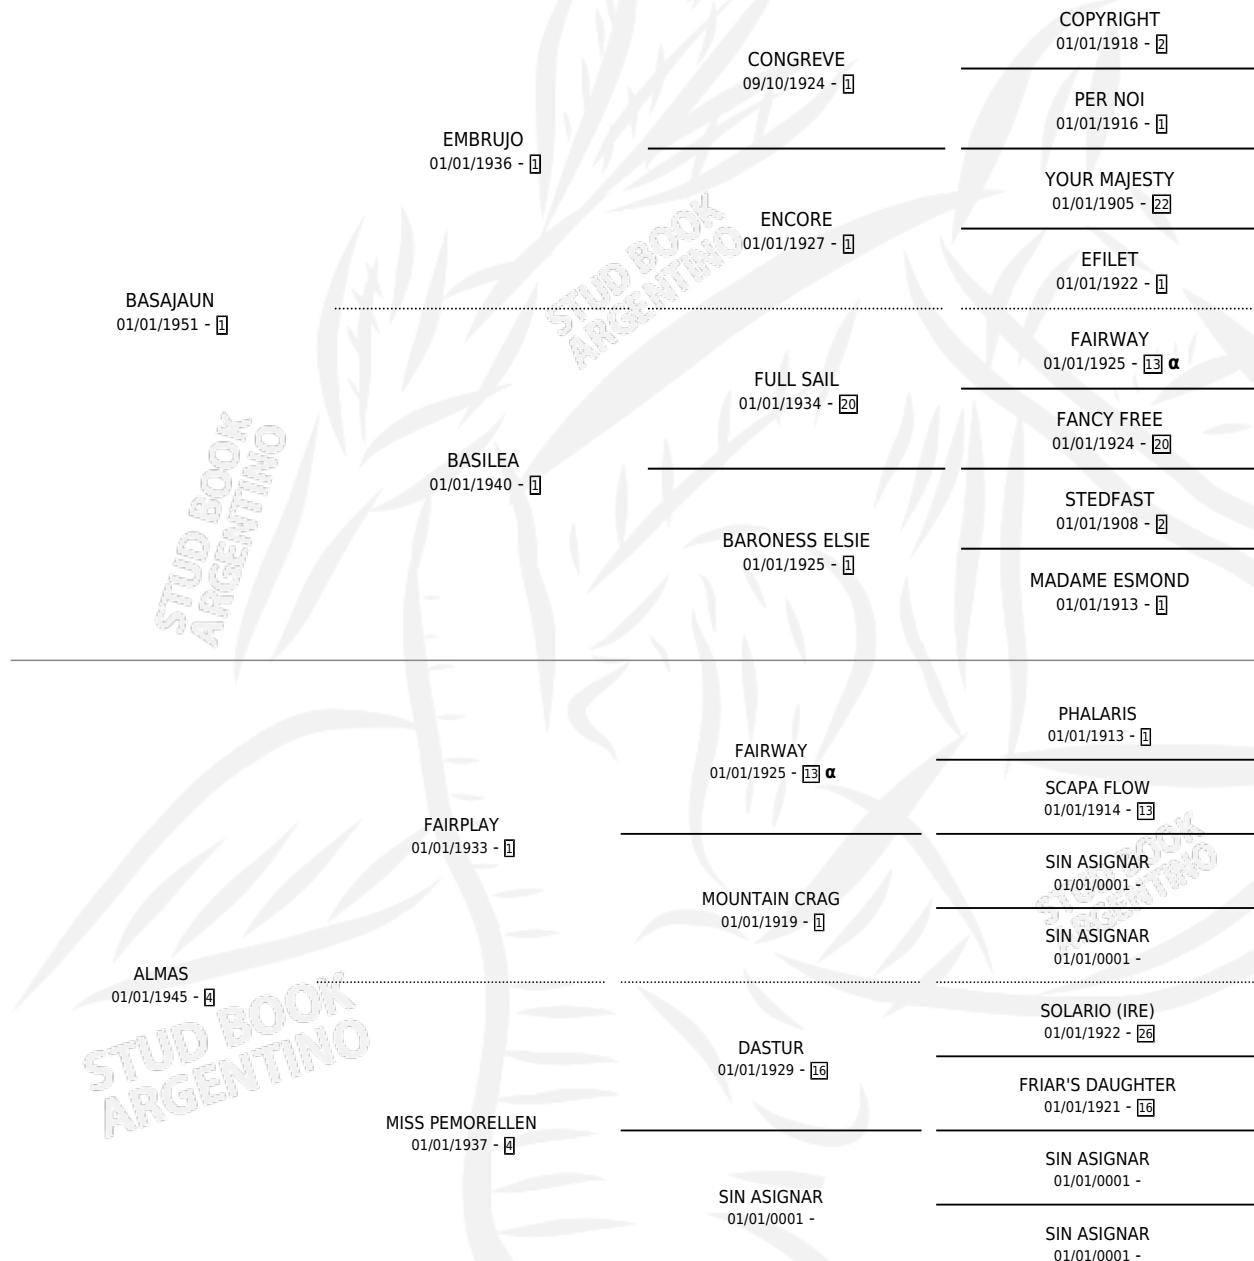 COPYRIGHT
01/01/1918 - 2
CONGREVE
09/10/1924 - 1
PER NOI
01/01/1916 - 1
EMBRUJO
01/01/1936 - 1
YOUR MAJESTY
01/01/1905 - 22
ENCORE
01/01/1927 - 1
EFILET
01/01/1922 - 1
BASAJAUN
01/01/1951 - 1
FAIRWAY
01/01/1925 - 13 α
FULL SAIL
01/01/1934 - 20
FANCY FREE
01/01/1924 - 20
BASILEA
01/01/1940 - 1
STEDFAST
01/01/1908 - 2
BARONESS ELSIE
01/01/1925 - 1
MADAME ESMOND
01/01/1913 - 1
PHALARIS
01/01/1913 - 1
FAIRWAY
01/01/1925 - 13 α
SCAPA FLOW
01/01/1914 - 13
FAIRPLAY
01/01/1933 - 1
SIN ASIGNAR
01/01/0001 -
MOUNTAIN CRAG
01/01/1919 - 1
SIN ASIGNAR
01/01/0001 -
ALMAS
01/01/1945 - 4
SOLARIO (IRE)
01/01/1922 - 26
DASTUR
01/01/1929 - 16
FRIAR'S DAUGHTER
01/01/1921 - 16
MISS PEMORELLEN
01/01/1937 - 4
SIN ASIGNAR
01/01/0001 -
SIN ASIGNAR
01/01/0001 -
SIN ASIGNAR
01/01/0001 -
STUD BOOK
ARGENTINO
STUD BOOK
ARGENTINO
STUD BOOK
ARGENTINO
STUD BOOK
ARGENTINO